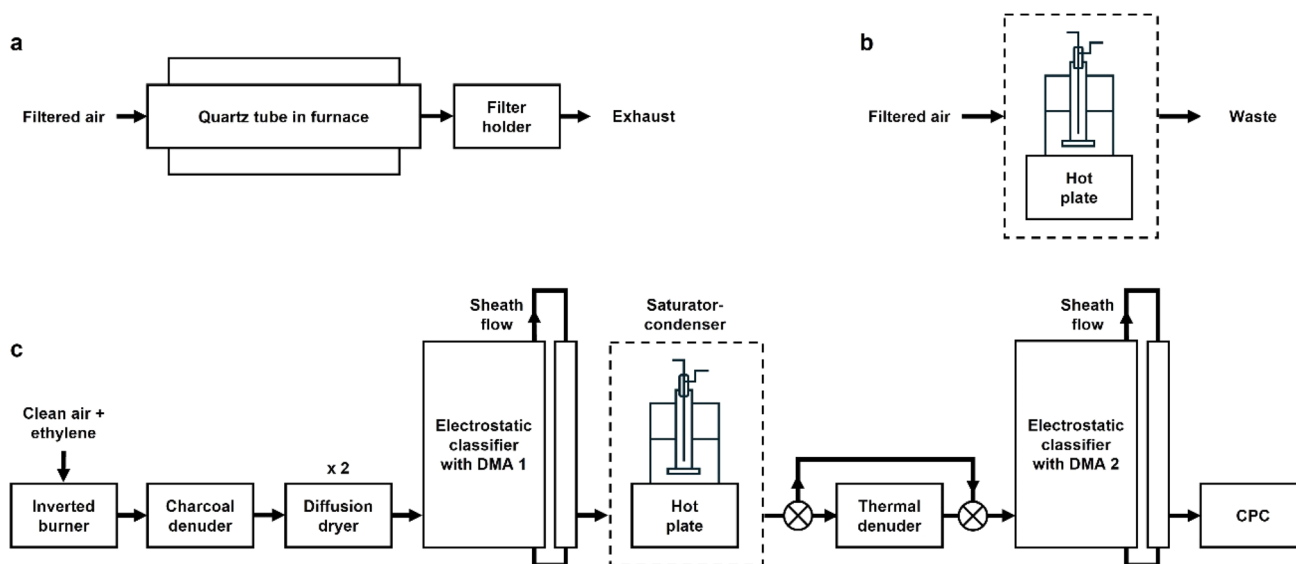 a
Filtered air
Quartz tube in furnace
Filter
holder
Exhaust
b
Filtered air
Hot
plate
Waste
c
Clean air +
ethylene
Inverted
burner
Charcoal
denuder
x 2
Diffusion
dryer
Sheath
flow
Electrostatic
classifier
with DMA 1
Saturator-
condenser
Hot
plate
Thermal
denuder
Sheath
flow
Electrostatic
classifier
with DMA 2
CPC